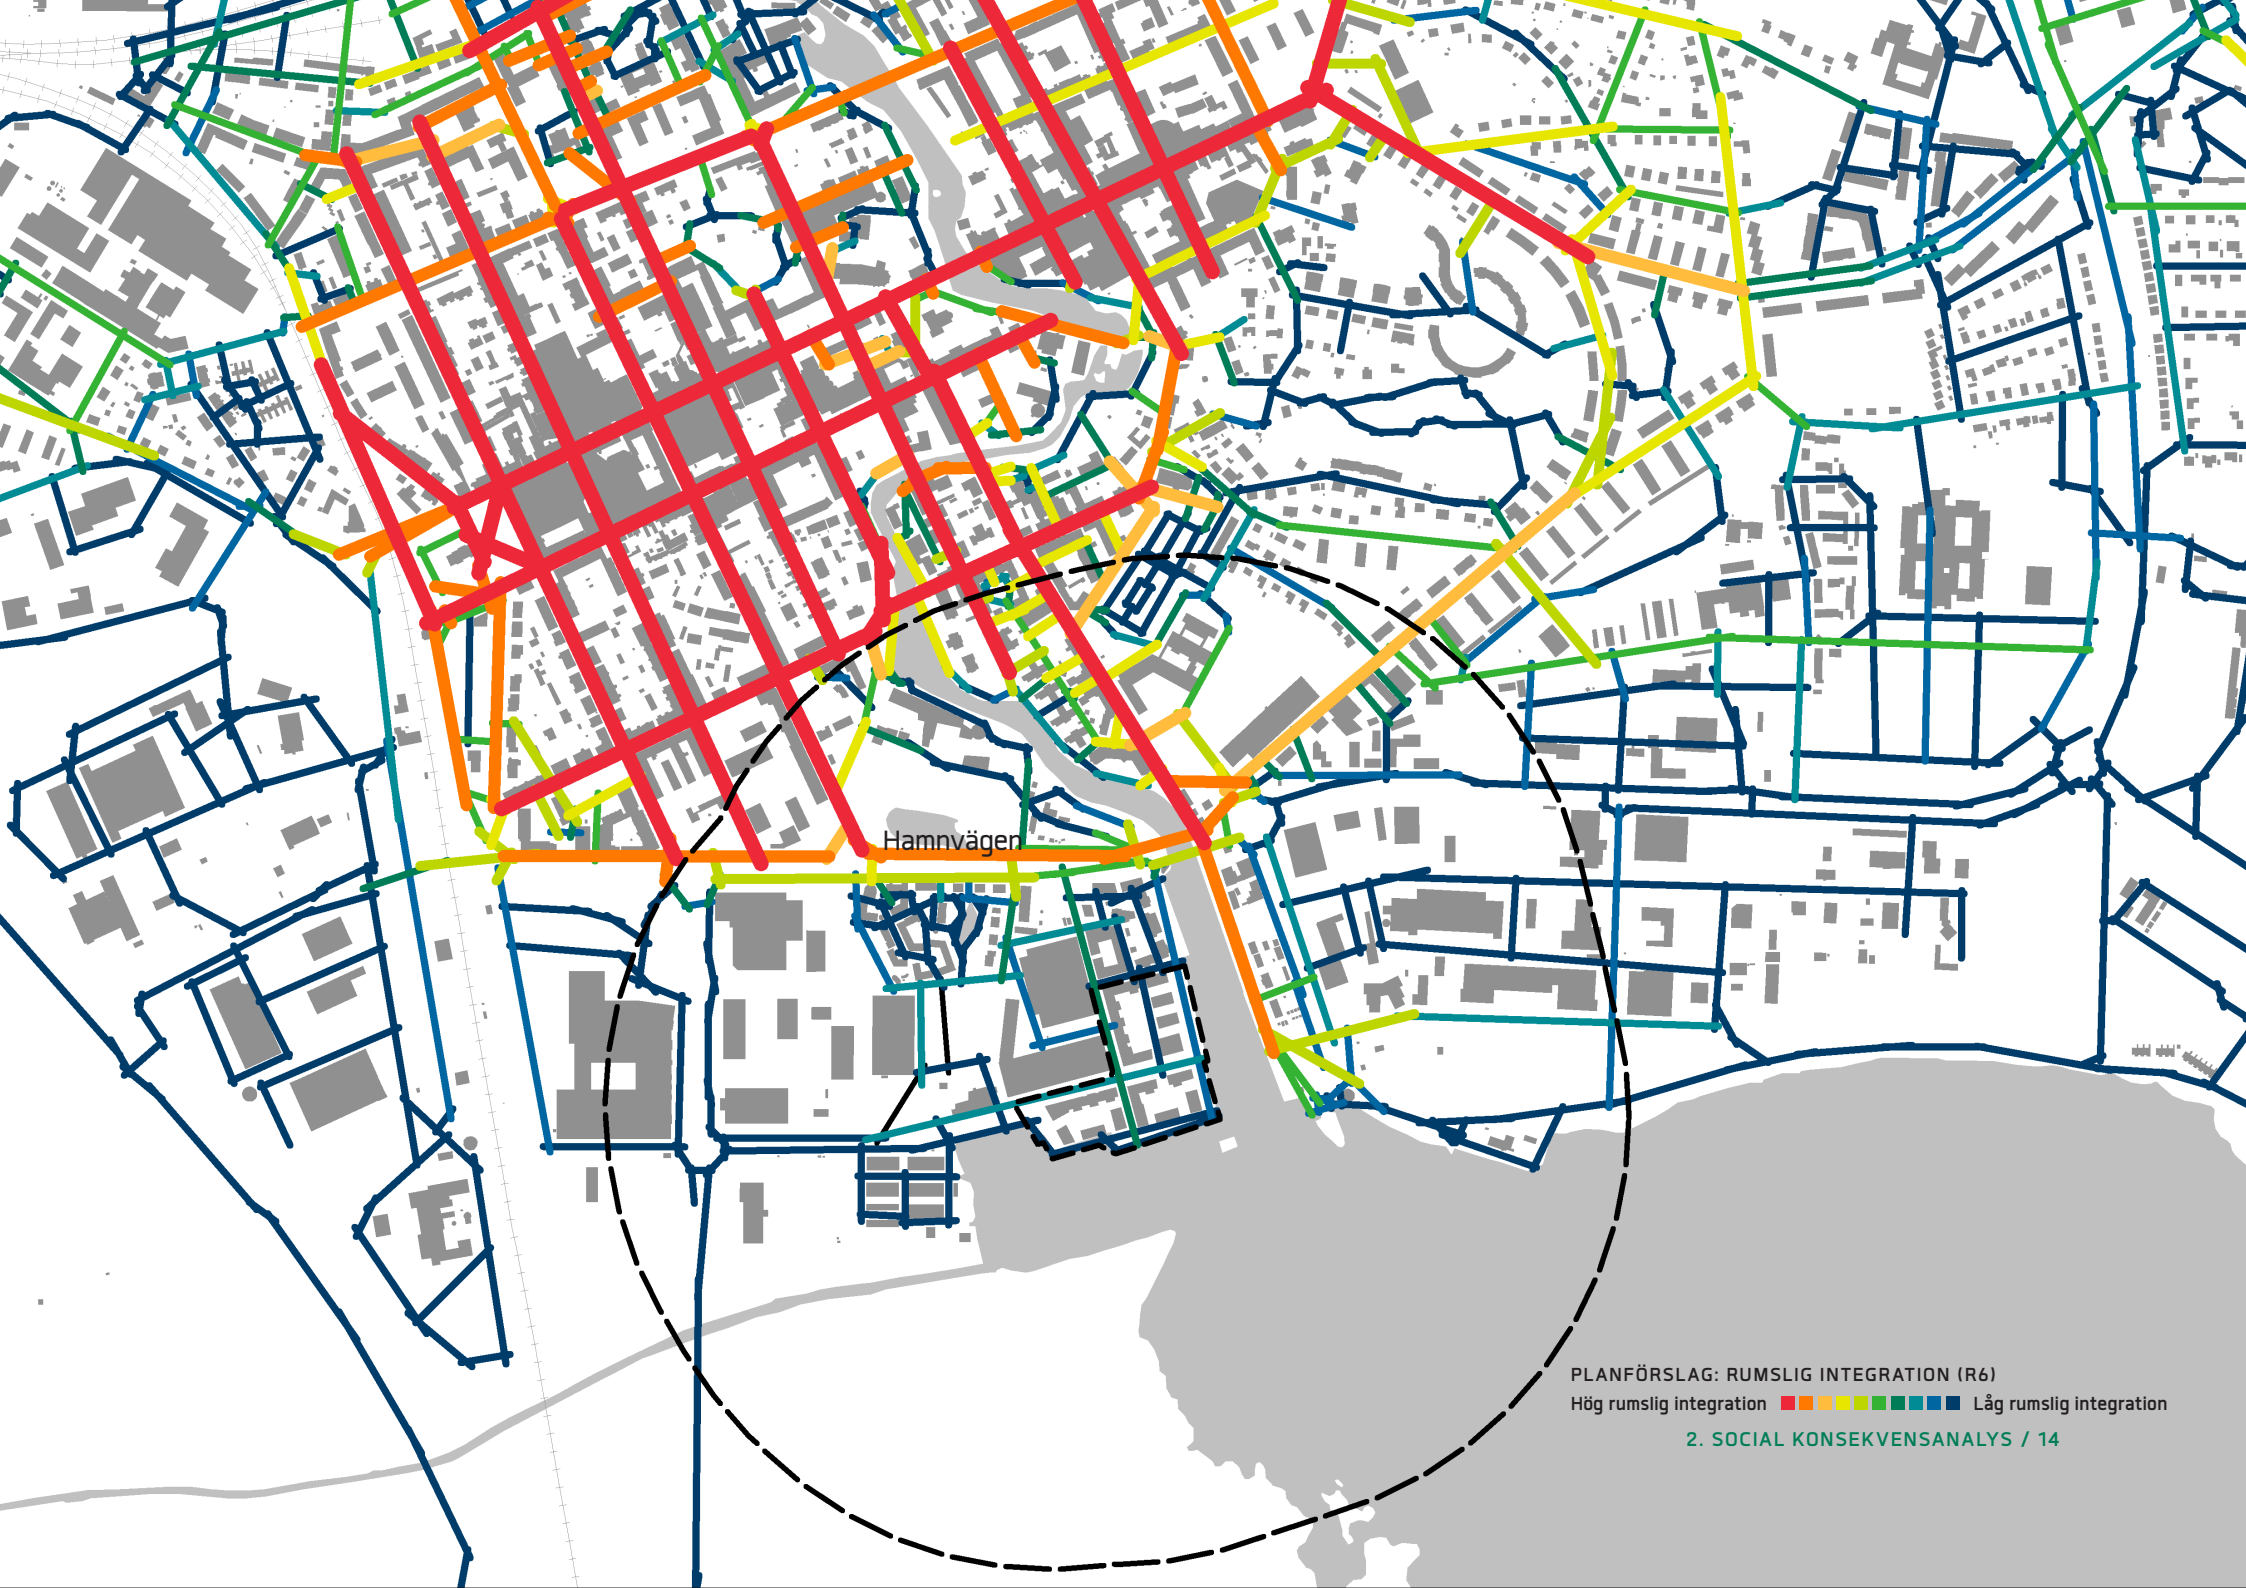 Hamnvägen
PLANFÖRSLAG: RUMSLIG INTEGRATION (R6)
Hög rumslig integration Låg rumslig integration
2. SOCIAL KONSEKVENSANALYS / 14